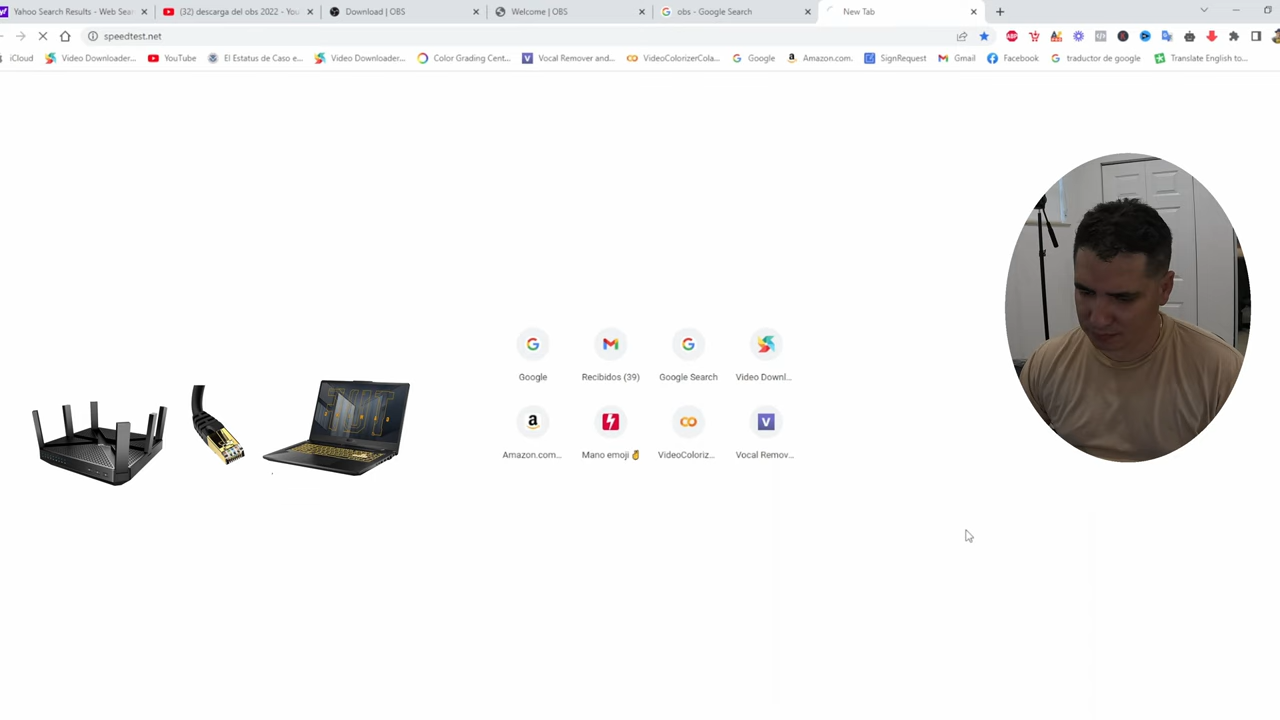 Yahoo Search Results - Web Sear
(32) descarga del obs 2022 - You
Download | OBS
Welcome | OBS
obs - Google Search
New Tab
speedtest.net
iCloud
Video Downloader...
YouTube
El Estatus de Caso e...
Video Downloader...
Color Grading Cent...
Vocal Remover and...
VideoColorizerCola...
Google
Amazon.com.
SignRequest
Gmail
Facebook
traductor de google
Translate English to...
Google
Recibidos (39)
Google Search
Video Downl...
Amazon.com...
Mano emoji
VideoColoriz...
Vocal Remov...